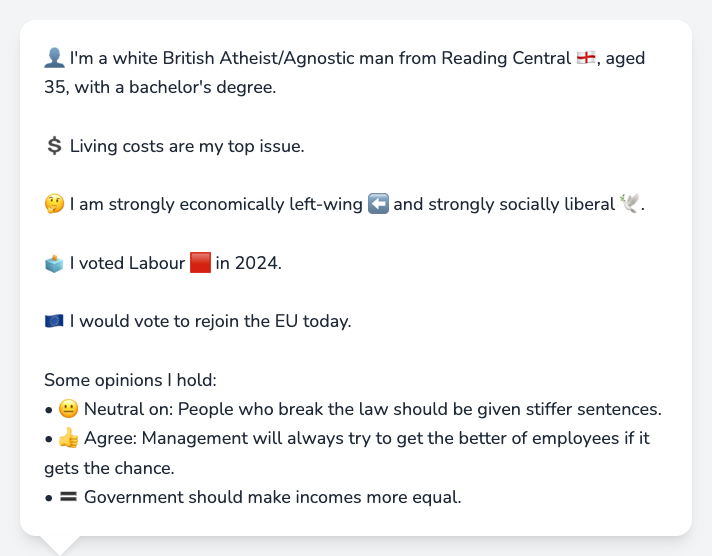 👤 I'm a white British Atheist/Agnostic man from Reading Central 🏴󠁧󠁢󠁥󠁮󠁧󠁿, aged
35, with a bachelor's degree.
💲 Living costs are my top issue.
🤔 I am strongly economically left-wing ⬅️ and strongly socially liberal 🕊️.
🗳️ I voted Labour 🟥 in 2024.
🇪🇺 I would vote to rejoin the EU today.
Some opinions I hold:
• 😐 Neutral on: People who break the law should be given stiffer sentences.
• 👍 Agree: Management will always try to get the better of employees if it
gets the chance.
• 🟰 Government should make incomes more equal.